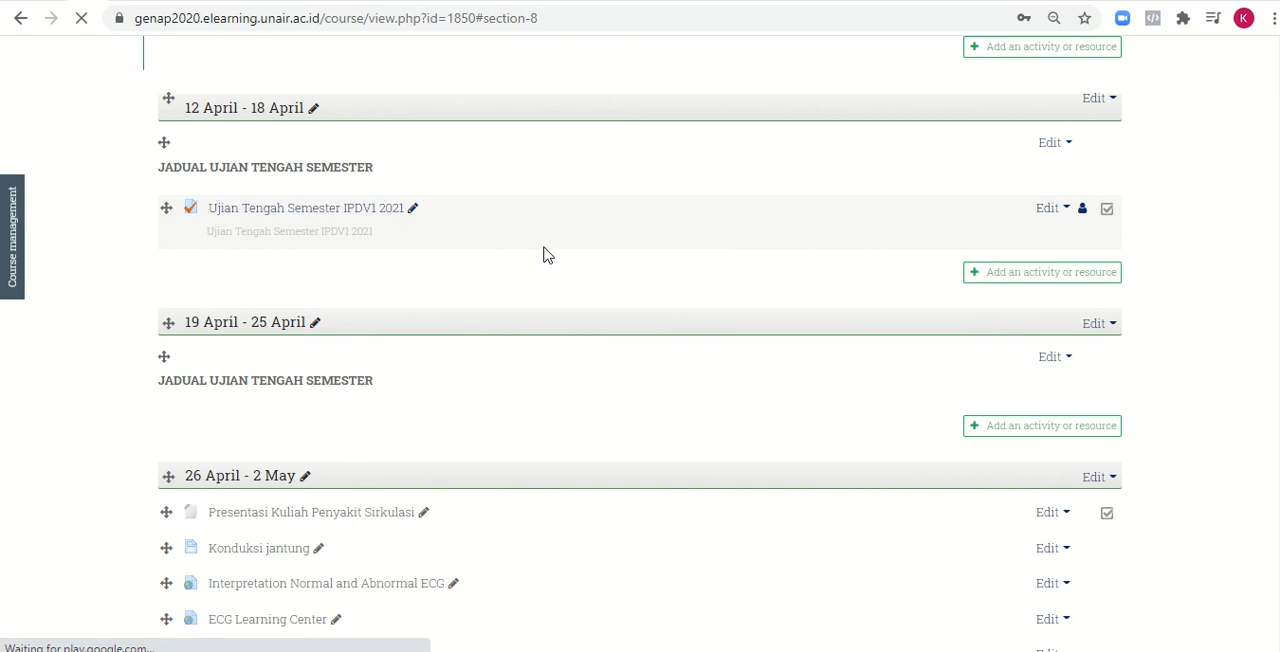 genap2020.elearning.unair.ac.id/course/view.php?id=1850#section-8
K
Add an activity or resource
12 April - 18 April
Edit
Edit
JADUAL UJIAN TENGAH SEMESTER
Ujian Tengah Semester IPDV1 2021
Edit
Ujian Tengah Semester IPDV1 2021
Course management
Add an activity or resource
19 April - 25 April
Edit
Edit
JADUAL UJIAN TENGAH SEMESTER
Add an activity or resource
26 April - 2 May
Edit
Presentasi Kuliah Penyakit Sirkulasi
Edit
Konduksi jantung
Edit
Interpretation Normal and Abnormal ECG
Edit
ECG Learning Center
Edit
Waiting for play.google.com...